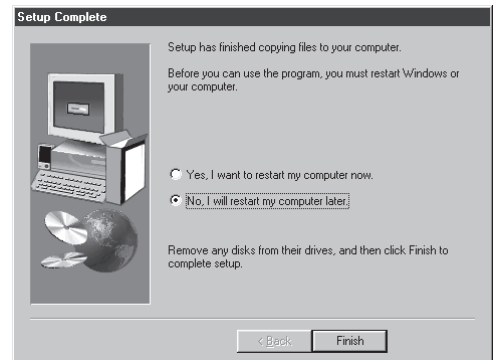 Setup Complete
Setup has finished copying files to your computer.
Before you can use the program, you must restart Windows or
your computer.
Yes, I want to restart my computer now.
No, I will restart my computer later.
Remove any disks from their drives, and then click Finish to
complete setup.
< Back
Finish